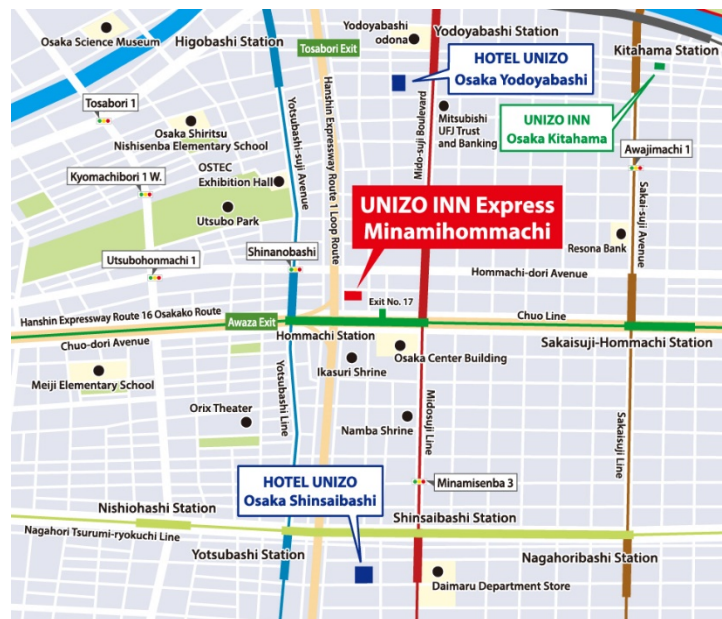 Yodoyabashi
odona
Yodoyabashi Station
Osaka Science Museum
Higobashi Station
Tosabori Exit
Kitahama Station
HOTEL UNIZO
Osaka Yodoyabashi
Tosabori 1
Hanshin Expressway Route 1 Loop Route
Yotsubashi-suji Avenue
Mido-suji Boulevard
Mitsubishi
UFJ Trust
and Banking
UNIZO INN
Osaka Kitahama
Osaka Shiritsu
Nishisenba Elementary School
Awajimachi 1
Kyomachibori 1 W.
OSTEC
Exhibition Hall
Utsubo Park
UNIZO INN Express
Minamihommachi
Sakai-suji Avenue
Resona Bank
Utsubohonmachi 1
Shinanobashi
Hommachi-dori Avenue
Exit No. 17
Hanshin Expressway Route 16 Osakako Route
Awaza Exit
Chuo Line
Chuo-dori Avenue
Hommachi Station
Sakaisuji-Hommachi Station
Osaka Center Building
Ikasuri Shrine
Meiji Elementary School
Yotsubashi Line
Midosuji Line
Sakaisuji Line
Orix Theater
Namba Shrine
HOTEL UNIZO
Osaka Shinsaibashi
Minamisenba 3
Nishiohashi Station
Shinsaibashi Station
Nagahori Tsurumi-ryokuchi Line
Yotsubashi Station
Nagahoribashi Station
Daimaru Department Store